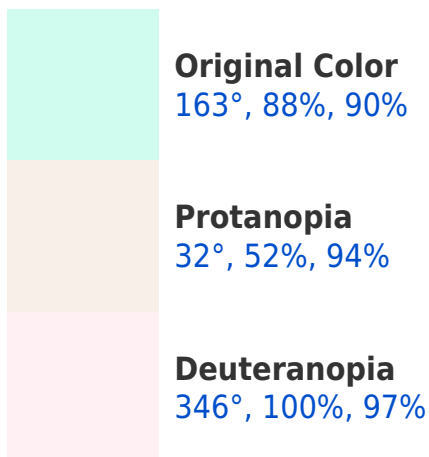 Original Color
163°, 88%, 90%
Protanopia
32°, 52%, 94%
Deuteranopia
346°, 100%, 97%